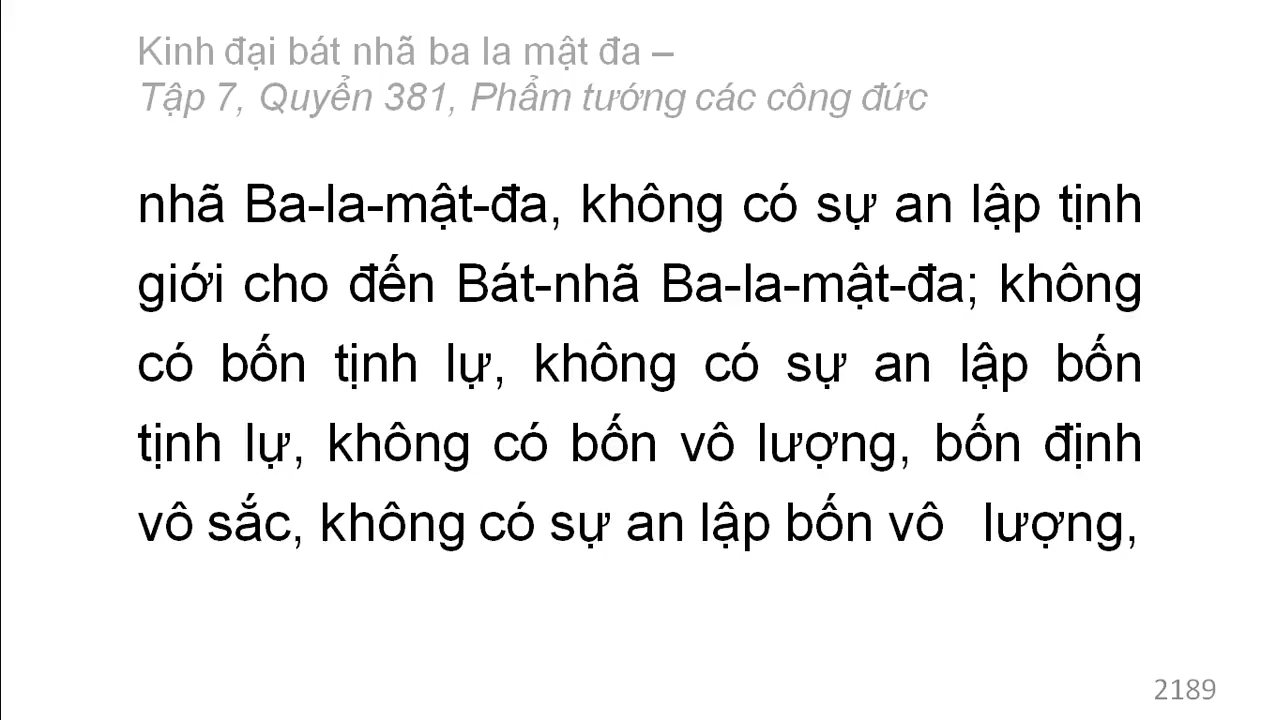 Kinh đại bát nhã ba la mật đa –
Tập 7, Quyển 381, Phẩm tướng các công đức
nhã Ba-la-mật-đa, không có sự an lập tịnh
giới cho đến Bát-nhã Ba-la-mật-đa; không
có bốn tịnh lự, không có sự an lập bốn
tịnh lự, không có bốn vô lượng, bốn định
vô sắc, không có sự an lập bốn vô lượng,
2189